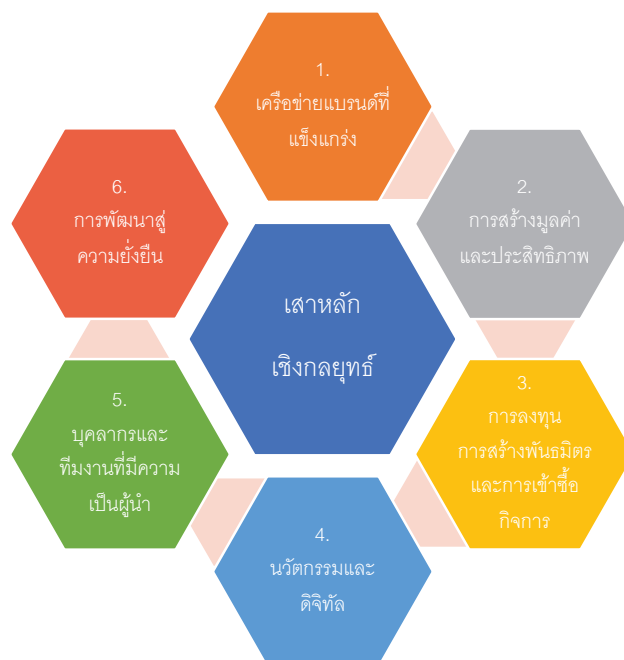 1.
เครือข่ายแบรนด์ที่
แข็งแกร่ง
2.
การสร้างมูลค่า
และประสิทธิภาพ
3.
การลงทุน
การสร้างพันธมิตร
และการเข้าซื้อ
กิจการ
4.
นวัตกรรมและ
ดิจิทัล
5.
บุคลากรและ
ทีมงานที่มีความ
เป็นผู้นำ
6.
การพัฒนาสู่
ความยั่งยืน
เสาหลัก
เชิงกลยุทธ์